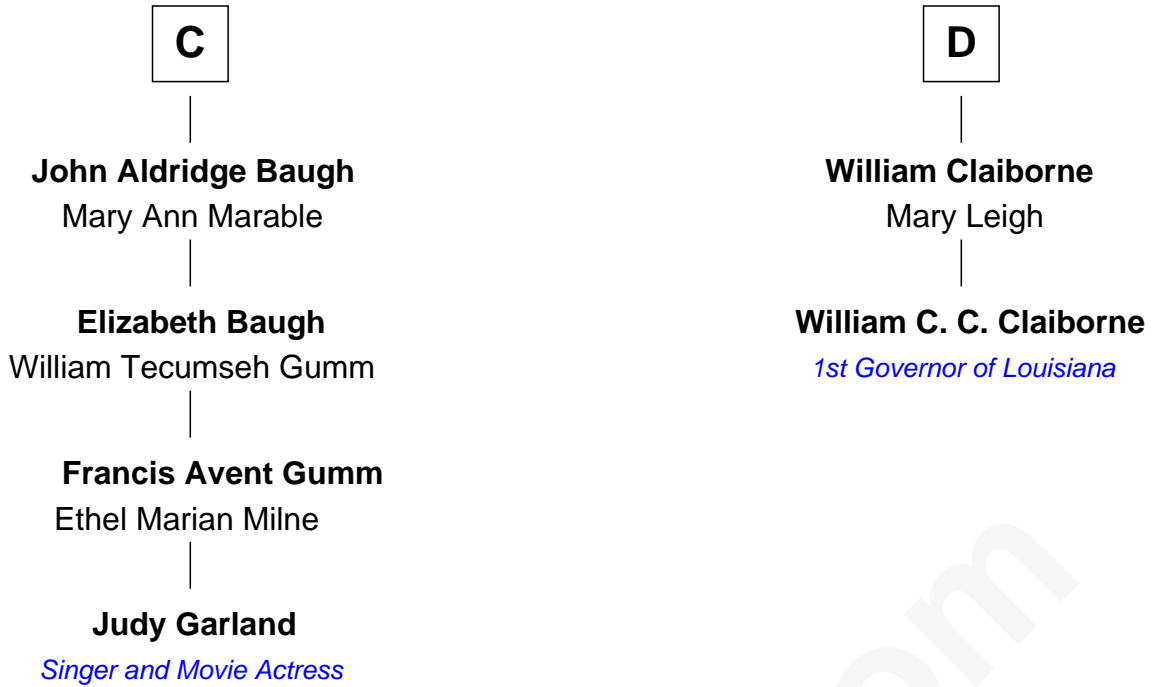 C
John Aldridge Baugh
Mary Ann Marable
Elizabeth Baugh
William Tecumseh Gumm
Francis Avent Gumm
Ethel Marian Milne
Judy Garland
Singer and Movie Actress
D
William Claiborne
Mary Leigh
William C. C. Claiborne
1st Governor of Louisiana
om